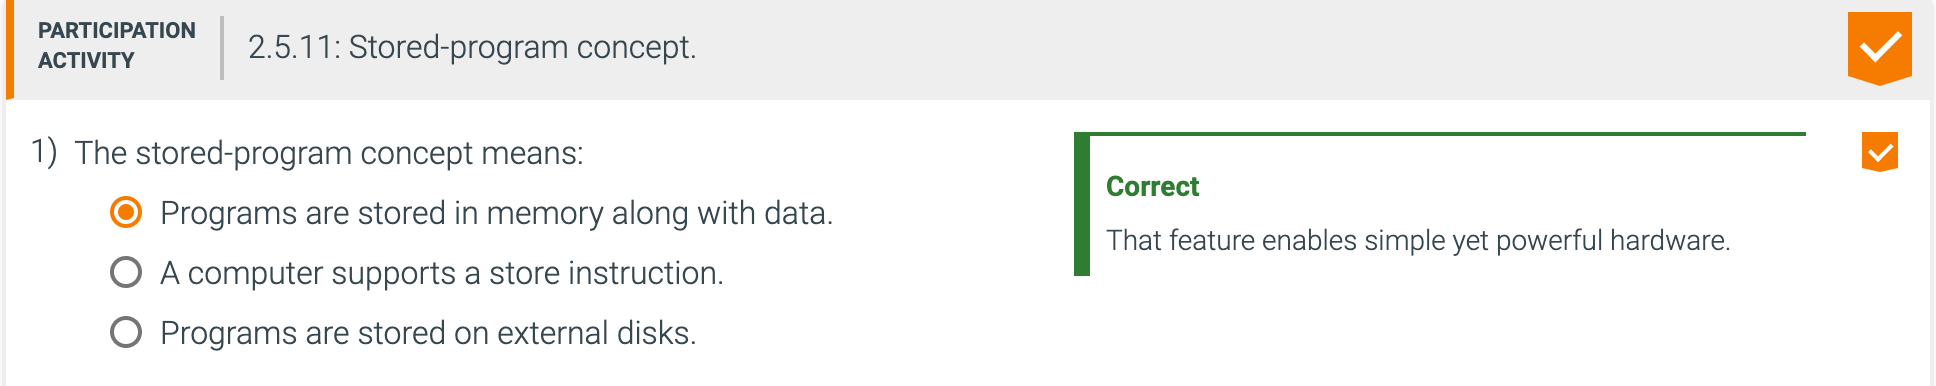 PARTICIPATION
ACTIVITY
2.5.11: Stored-program concept.
1) The stored-program concept means:
Programs are stored in memory along with data.
A computer supports a store instruction.
Programs are stored on external disks.
Correct
That feature enables simple yet powerful hardware.